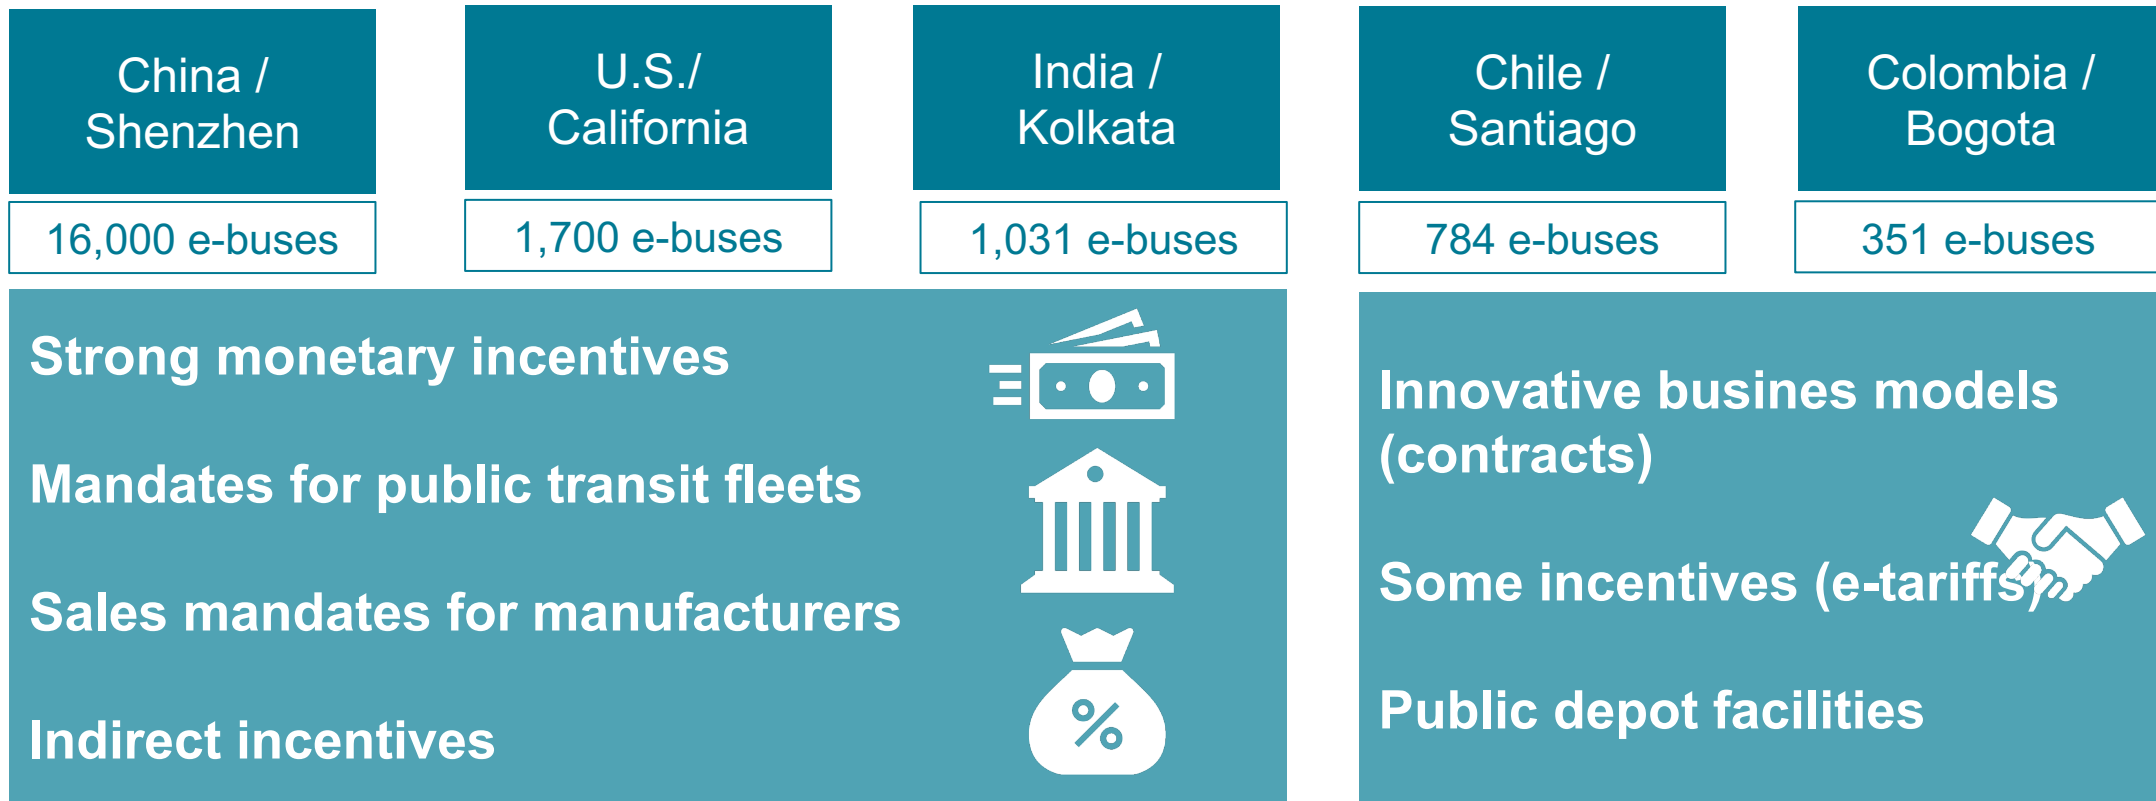 China /
Shenzhen
16,000 e-buses
U.S./
California
1,700 e-buses
India /
Kolkata
1,031 e-buses
Chile /
Santiago
784 e-buses
Colombia /
Bogota
351 e-buses
Strong monetary incentives
Mandates for public transit fleets
Sales mandates for manufacturers
Indirect incentives
%
Innovative busines models
(contracts)
Some incentives (e-tariffs)
Public depot facilities